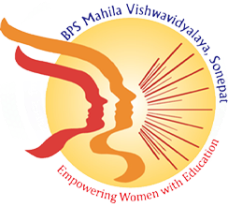 BPS Mahila Vishwavidyalaya, Sonepat
Empowering Women with Education